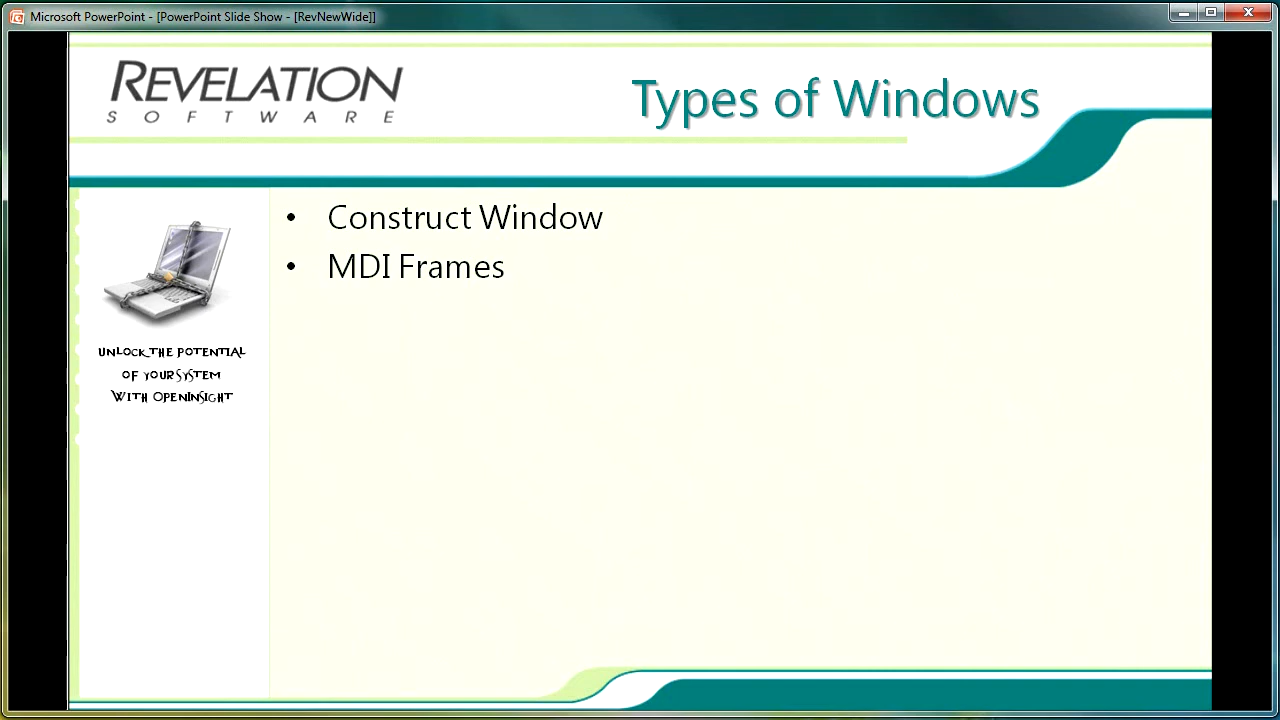 Microsoft PowerPoint - [PowerPoint Slide Show - [RevNewWide]]
REVELATION
SOFTWARE
Types of Windows
• Construct Window
• MDI Frames
UNLOCK THE POTENTIAL
OF YOUR SYSTEM
WITH OPENINSIGHT